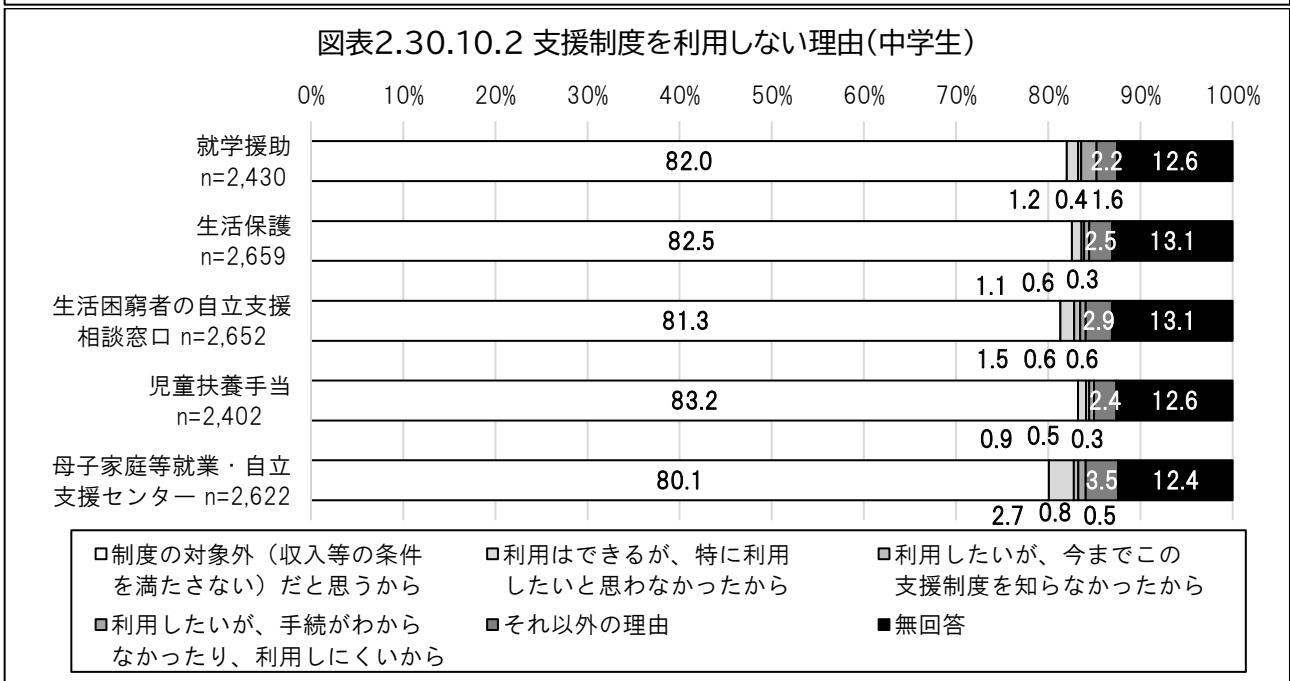 図表2.30.10.2 支援制度を利用しない理由(中学生)
0% 10% 20% 30% 40% 50% 60% 70% 80% 90% 100%
就学援助
n=2,430
82.0 2.2 12.6
1.2 0.4 1.6
生活保護
n=2,659
82.5 2.5 13.1
1.1 0.6 0.3
生活困窮者の自立支援
相談窓口 n=2,652
81.3 2.9 13.1
1.5 0.6 0.6
児童扶養手当
n=2,402
83.2 2.4 12.6
0.9 0.5 0.3
母子家庭等就業・自立
支援センター n=2,622
80.1 3.5 12.4
2.7 0.8 0.5
制度の対象外（収入等の条件
を満たさない）だと思うから
利用はできるが、特に利用
したいと思わなかったから
利用したいが、今までこの
支援制度を知らなかったから
利用したいが、手続がわから
なかったり、利用しにくいから
それ以外の理由
無回答